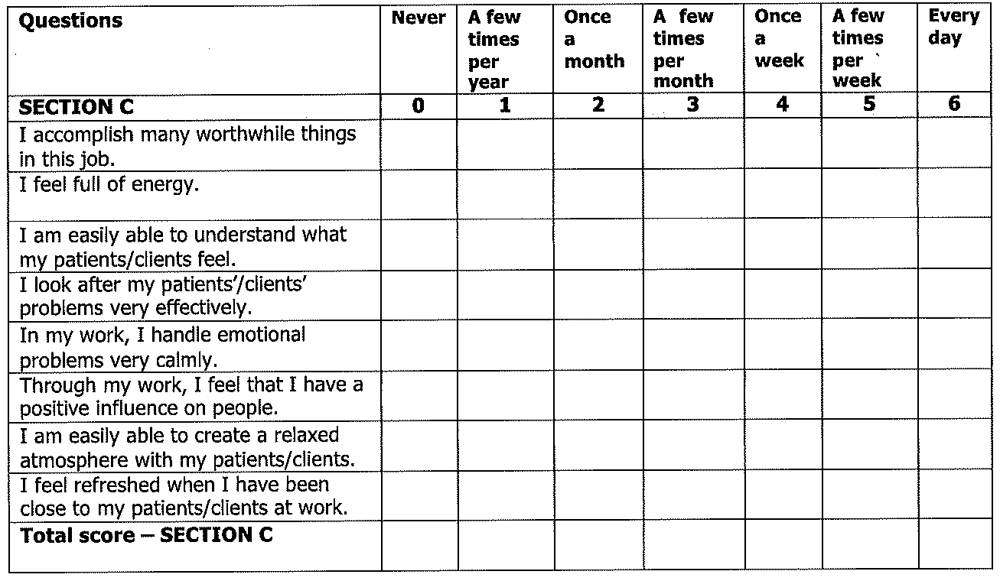 Questions
Never
A few
times
per
year
Once
a
month
A few
times
per
month
Once
a
week
A few
times
per
week
Every
day
SECTION C
0
1
2
3
4
5
6
I accomplish many worthwhile things
in this job.
I feel full of energy.
I am easily able to understand what
my patients/clients feel.
I look after my patients'/clients'
problems very effectively.
In my work, I handle emotional
problems very calmly.
Through my work, I feel that I have a
positive influence on people.
I am easily able to create a relaxed
atmosphere with my patients/clients.
I feel refreshed when I have been
close to my patients/clients at work.
Total score – SECTION C